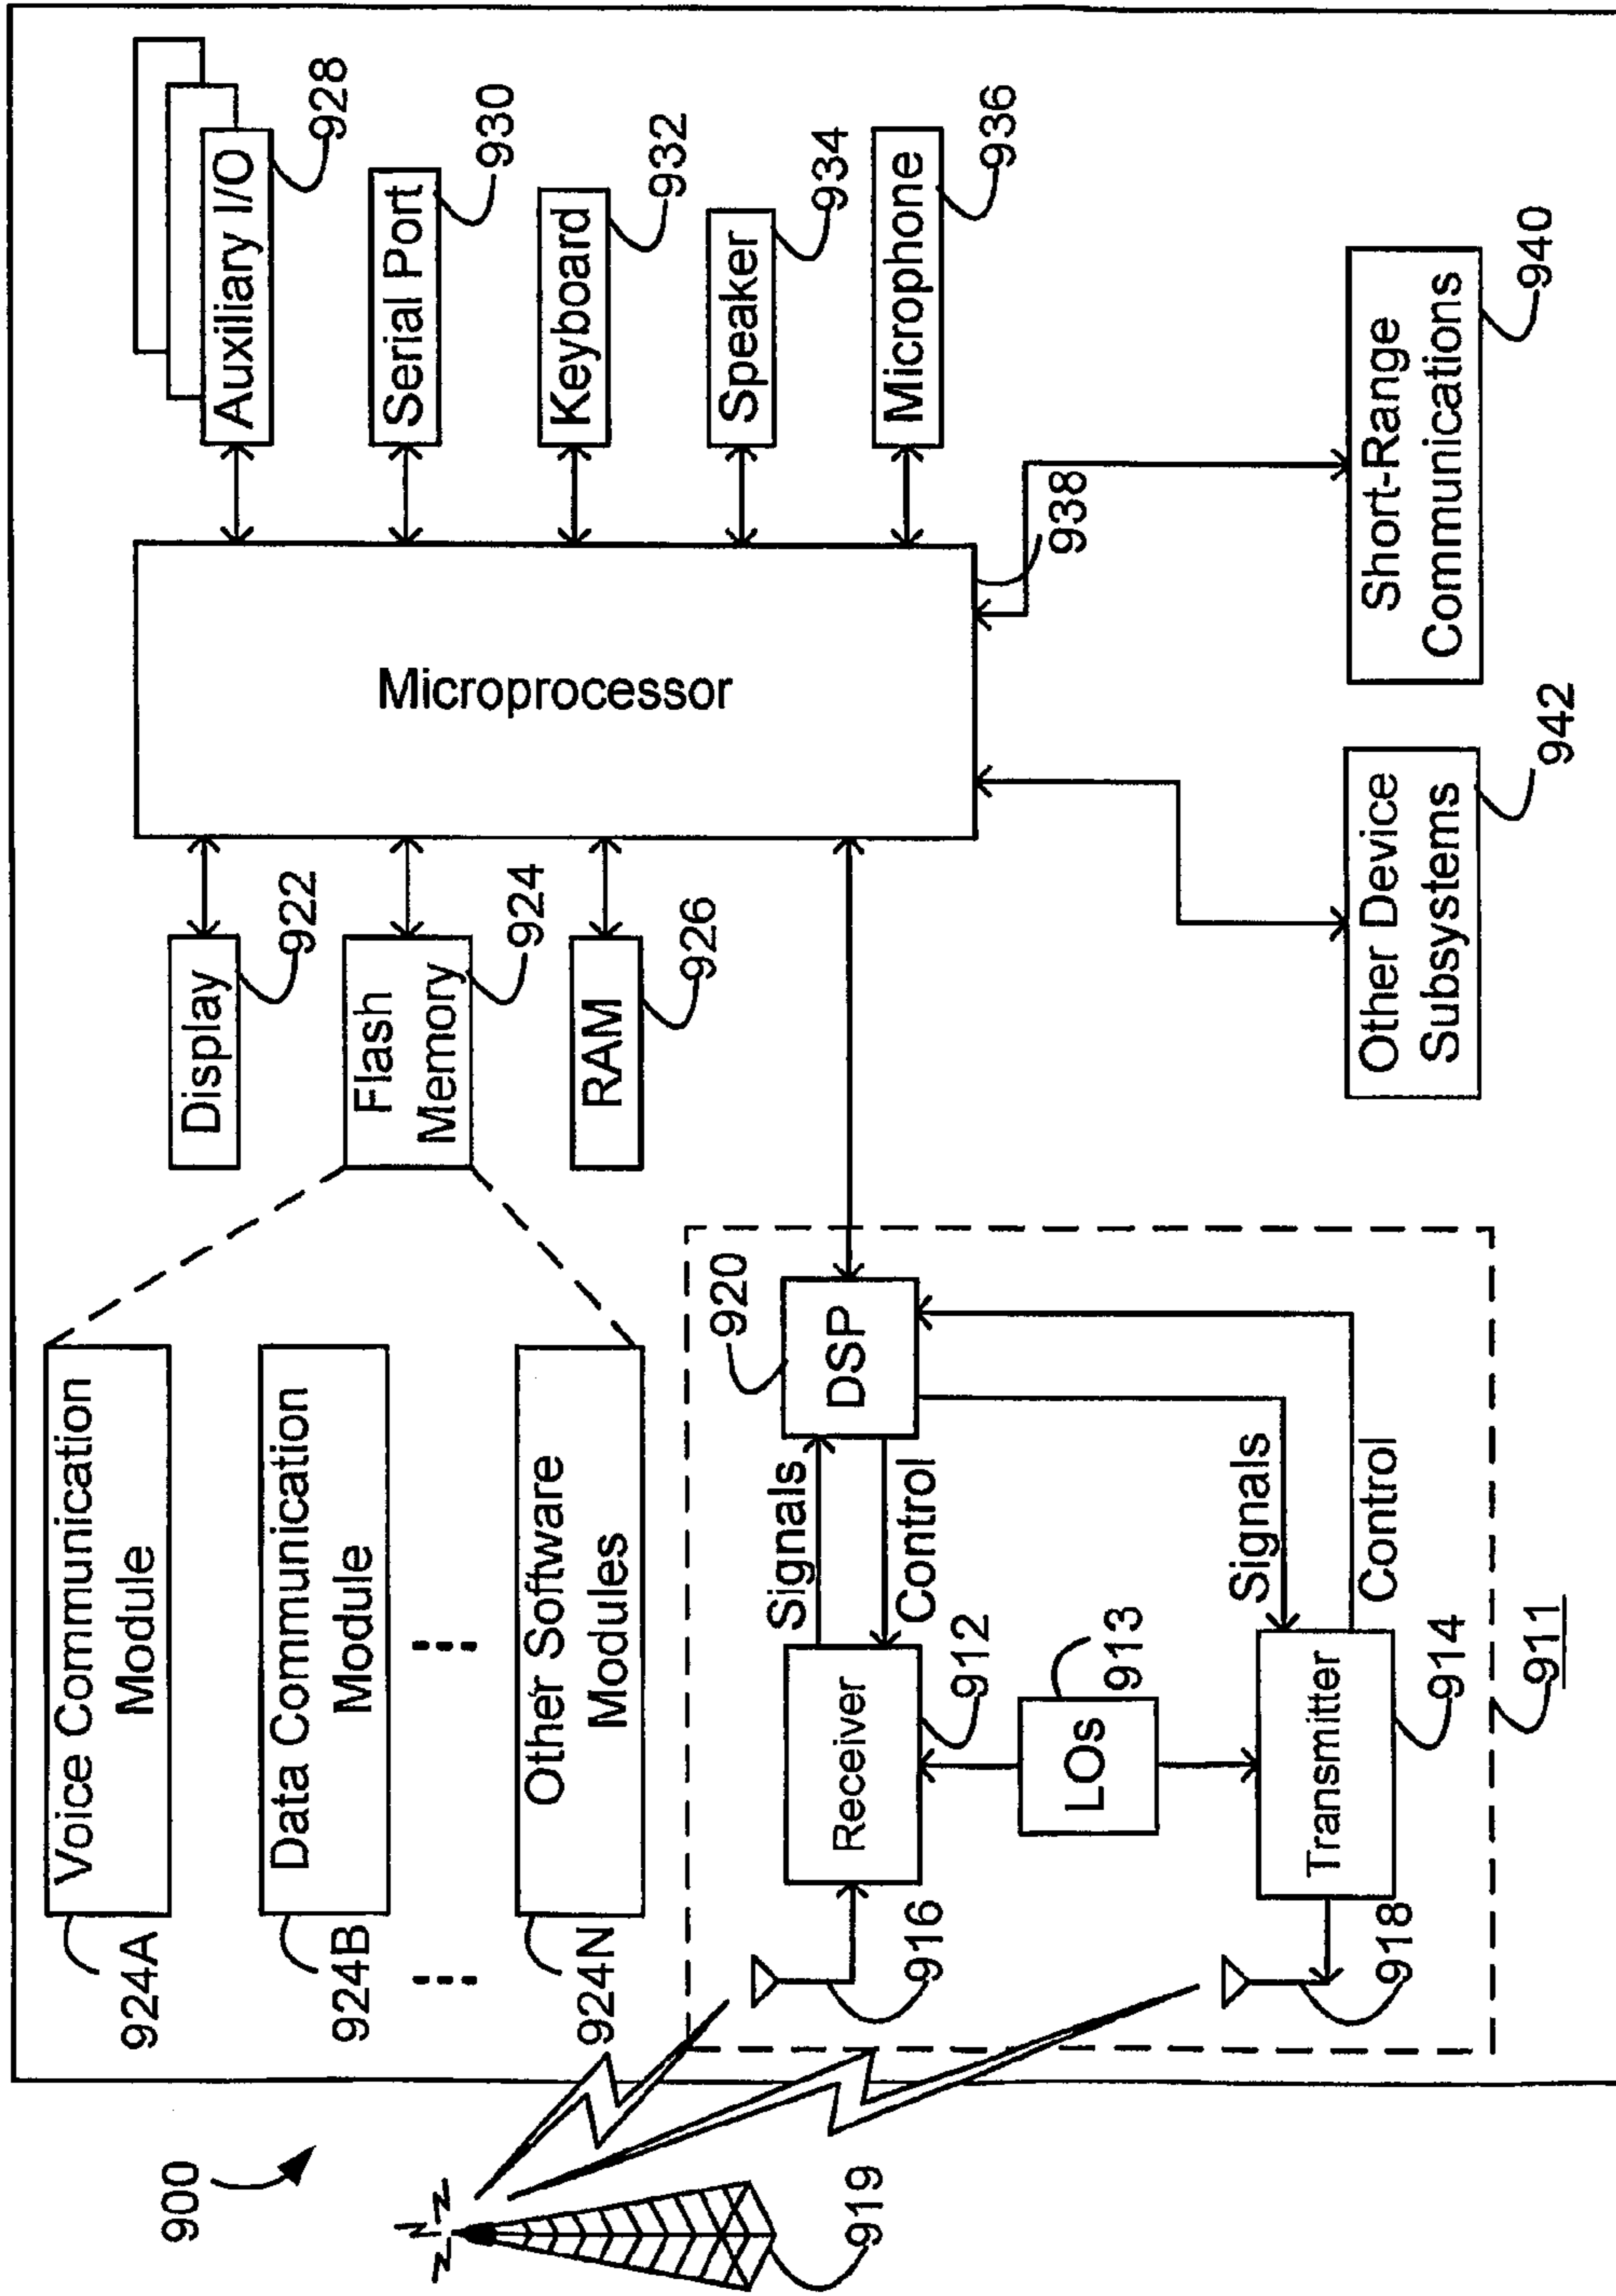 900
919
Voice Communication
Module
924A
Data Communication
Module
924B
Other Software
Modules
924N
Display
922
Flash
Memory
924
RAM
926
Microprocessor
938
Auxiliary I/O
928
Serial Port
930
Keyboard
932
Speaker
934
Microphone
936
Short-Range
Communications
940
Other Device
Subsystems
942
DSP
920
Signals
Control
Receiver
912
916
LOs
913
Signals
Control
Transmitter
914
918
911